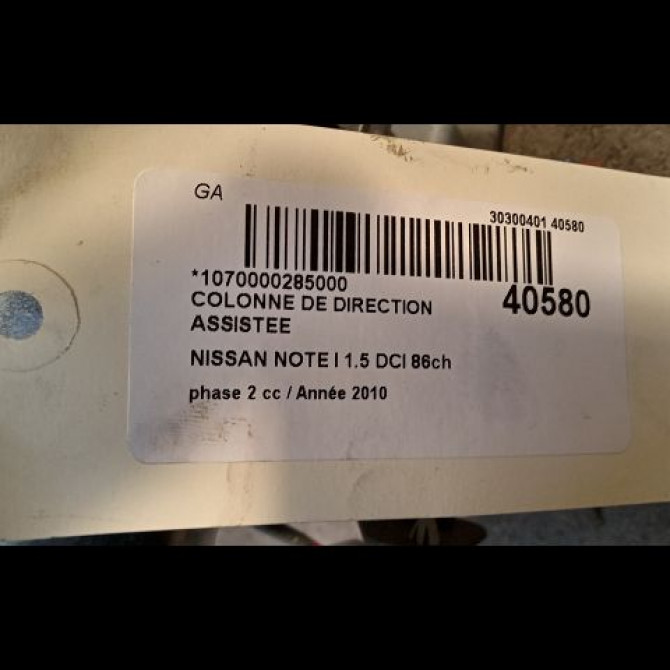 GA
30300401 40580
*1070000285000
40580
COLONNE DE DIRECTION
ASSISTEE
NISSAN NOTE I 1.5 DCI 86ch
phase 2 cc / Année 2010